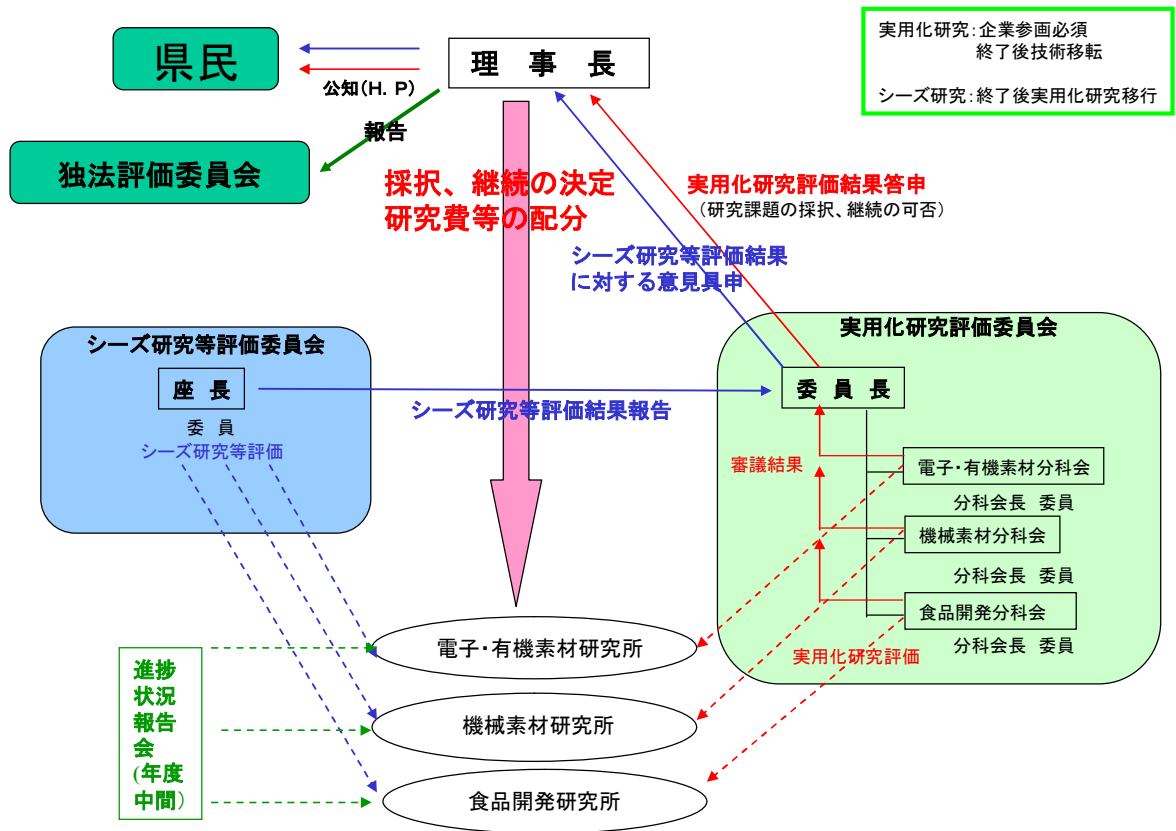 実用化研究:企業参画必須
終了後技術移転
シーズ研究:終了後実用化研究移行
県民
理 事 長
公知(H. P)
報告
独法評価委員会
採択、継続の決定
研究費等の配分
実用化研究評価結果答申
(研究課題の採択、継続の可否)
シーズ研究等評価結果
に対する意見具申
シーズ研究等評価委員会
座 長
委 員
シーズ研究等評価
シーズ研究等評価結果報告
実用化研究評価委員会
委 員 長
審議結果
電子・有機素材分科会
分科会長 委員
機械素材分科会
分科会長 委員
食品開発分科会
分科会長 委員
実用化研究評価
進捗
状況
報告
会
(年度
中間)
電子・有機素材研究所
機械素材研究所
食品開発研究所